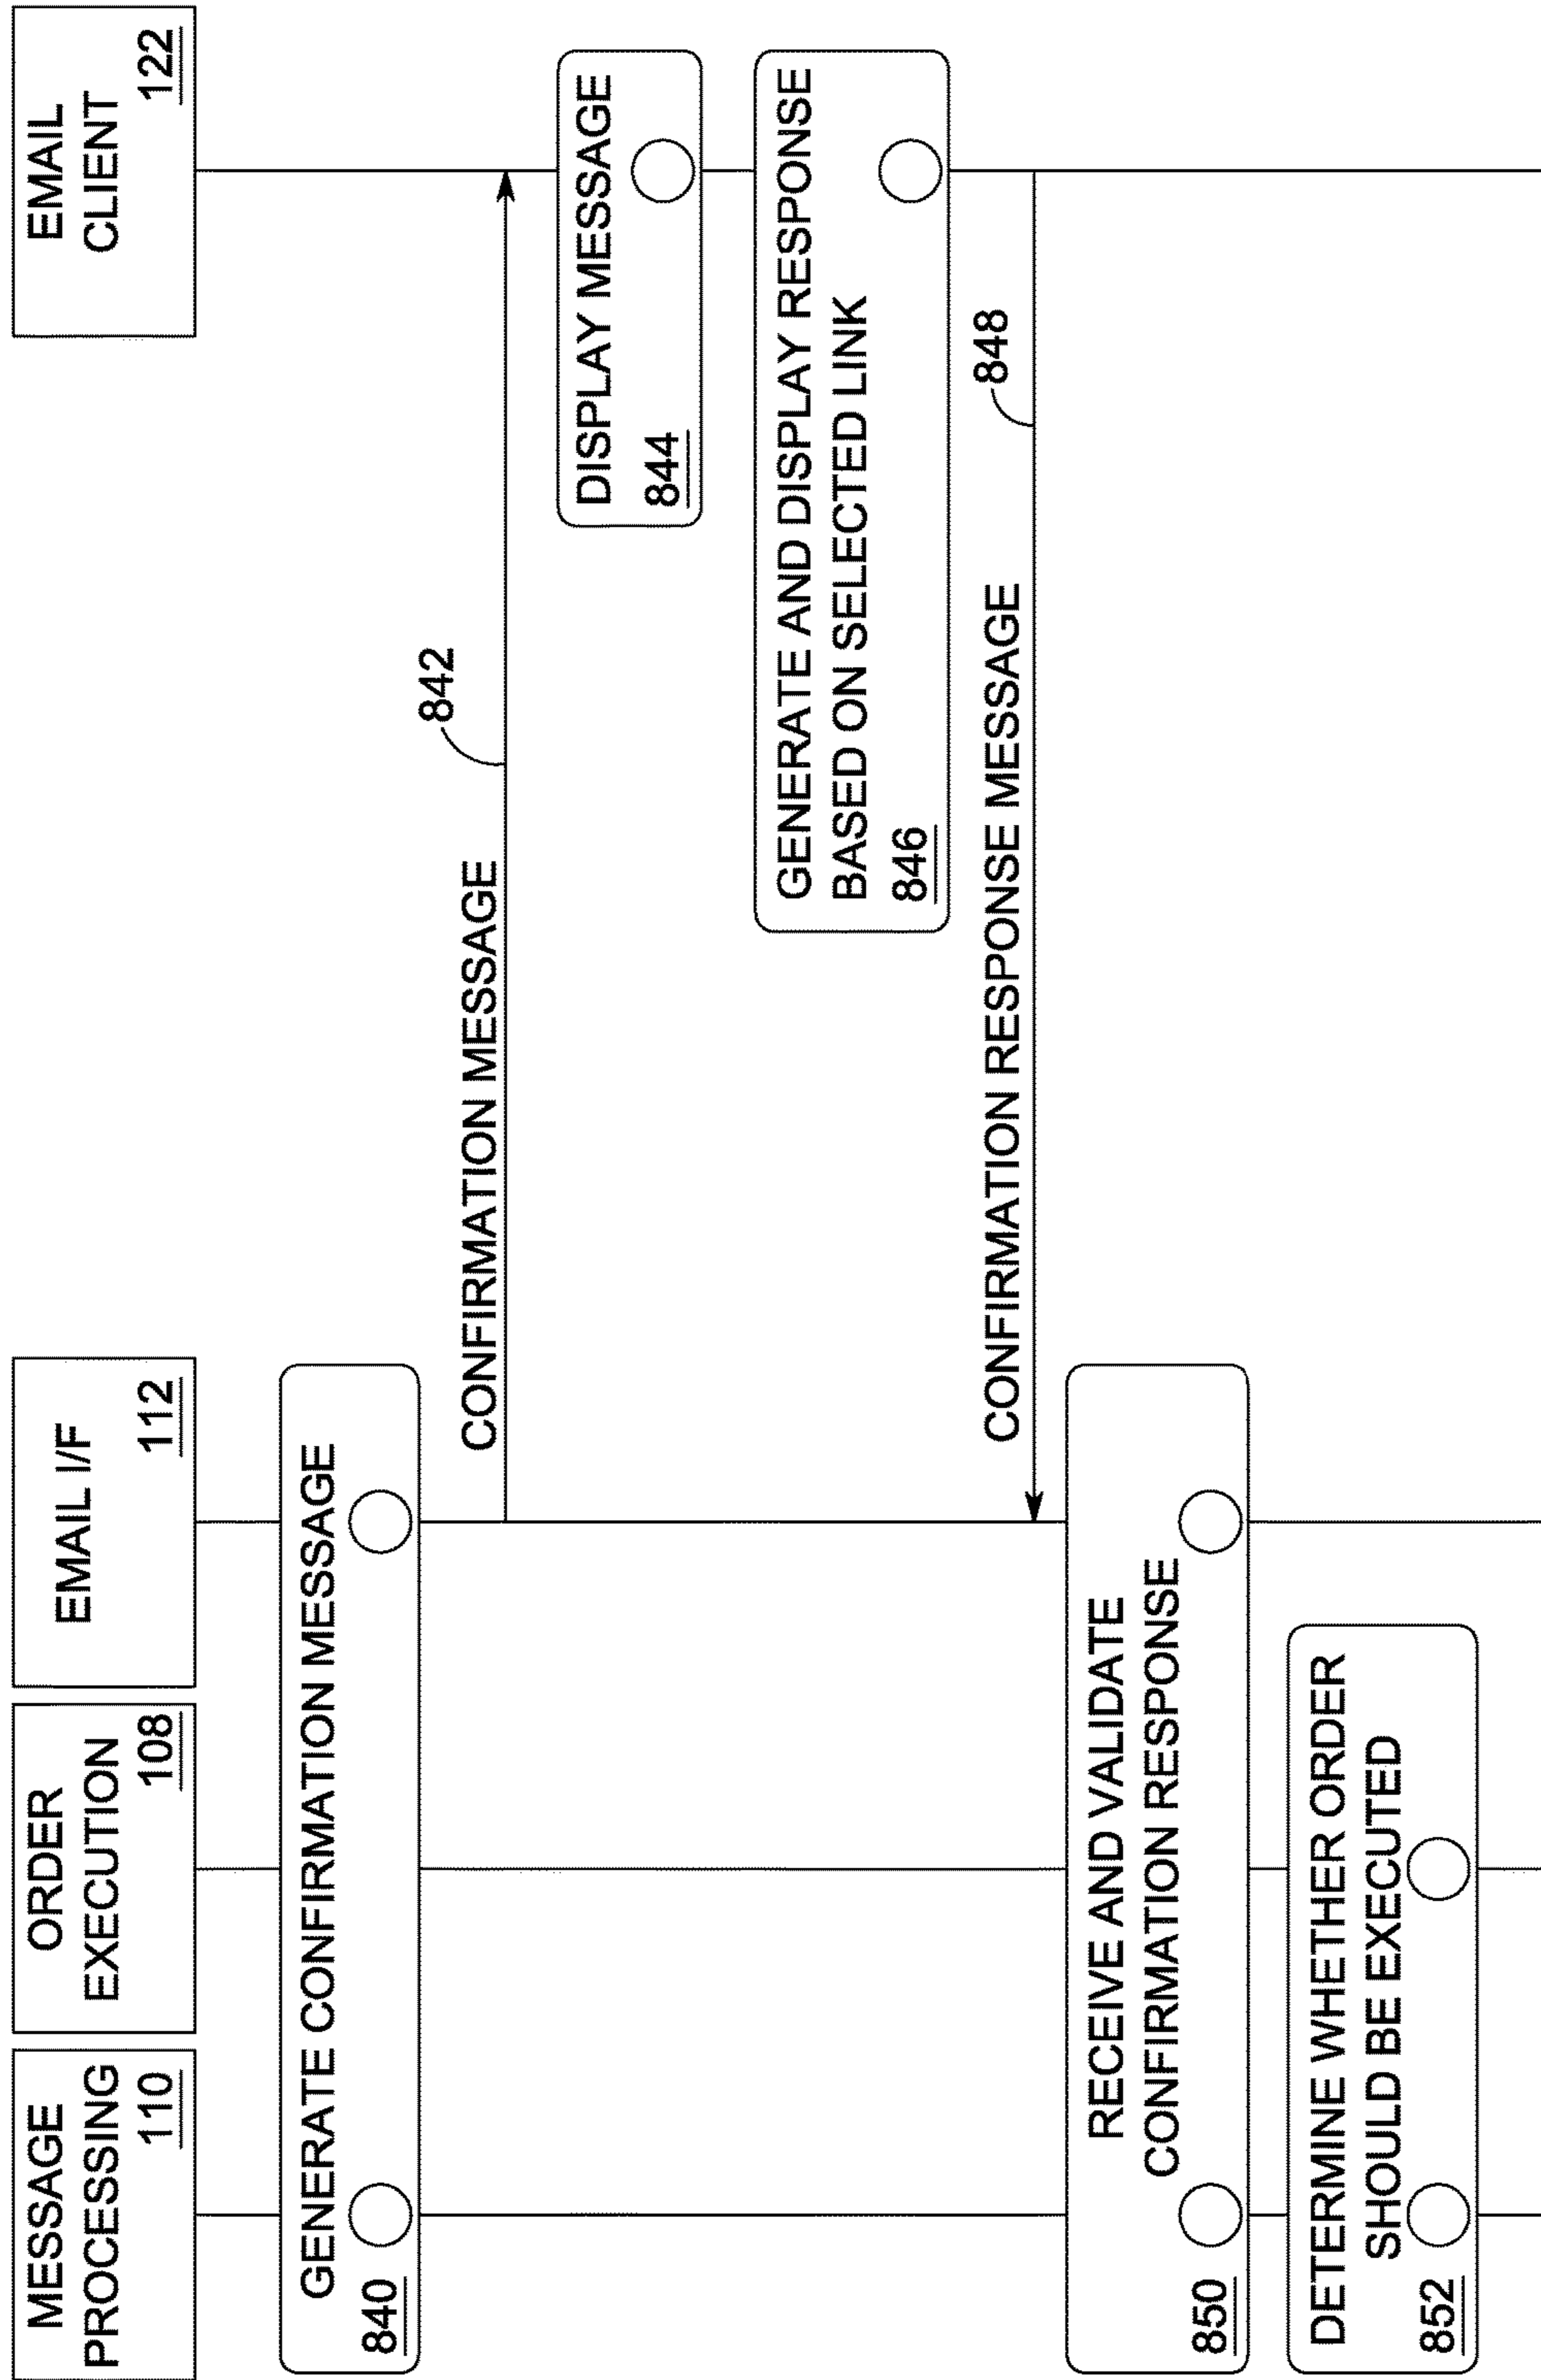 MESSAGE
PROCESSING
110
ORDER
EXECUTION
108
EMAIL I/F
112
EMAIL
CLIENT
122
GENERATE CONFIRMATION MESSAGE
840
CONFIRMATION MESSAGE
842
DISPLAY MESSAGE
844
GENERATE AND DISPLAY RESPONSE
BASED ON SELECTED LINK
846
CONFIRMATION RESPONSE MESSAGE
848
RECEIVE AND VALIDATE
CONFIRMATION RESPONSE
850
DETERMINE WHETHER ORDER
SHOULD BE EXECUTED
852